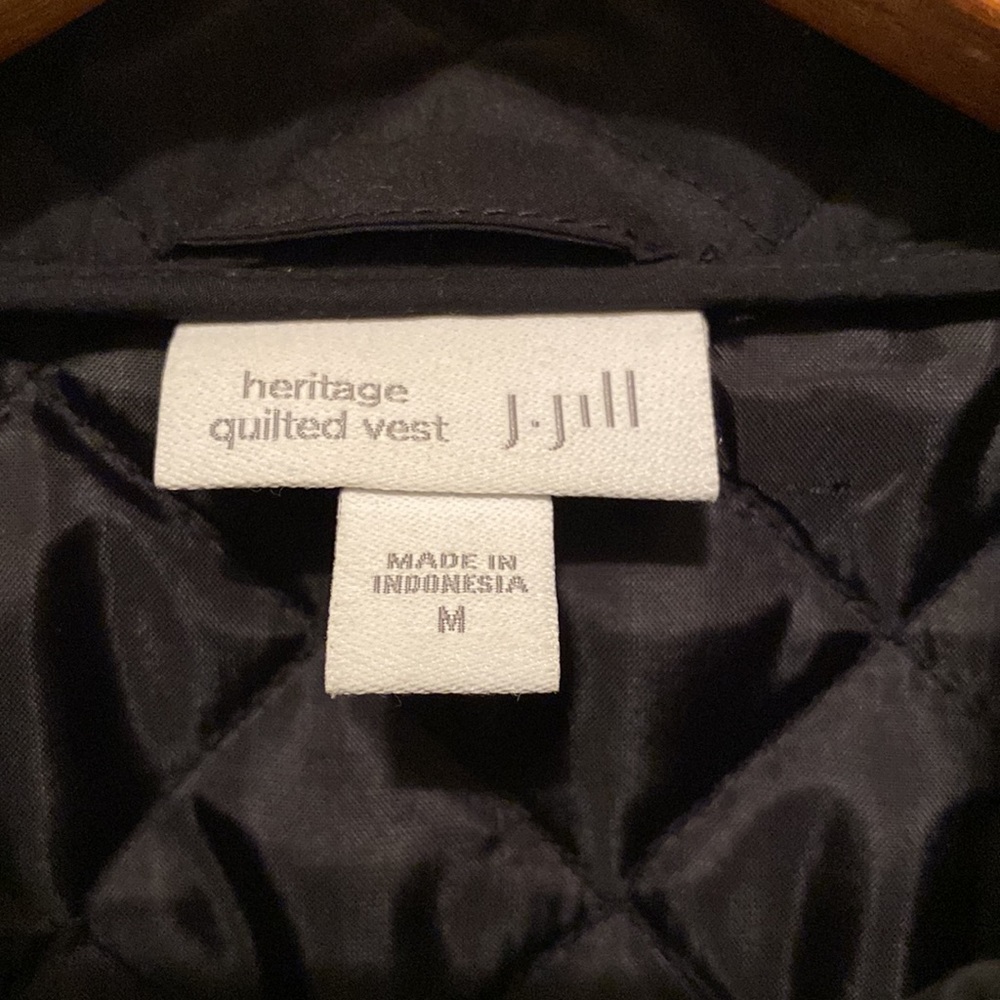 heritage
quilted vest
J.Jill
MADE IN
INDONESIA
M